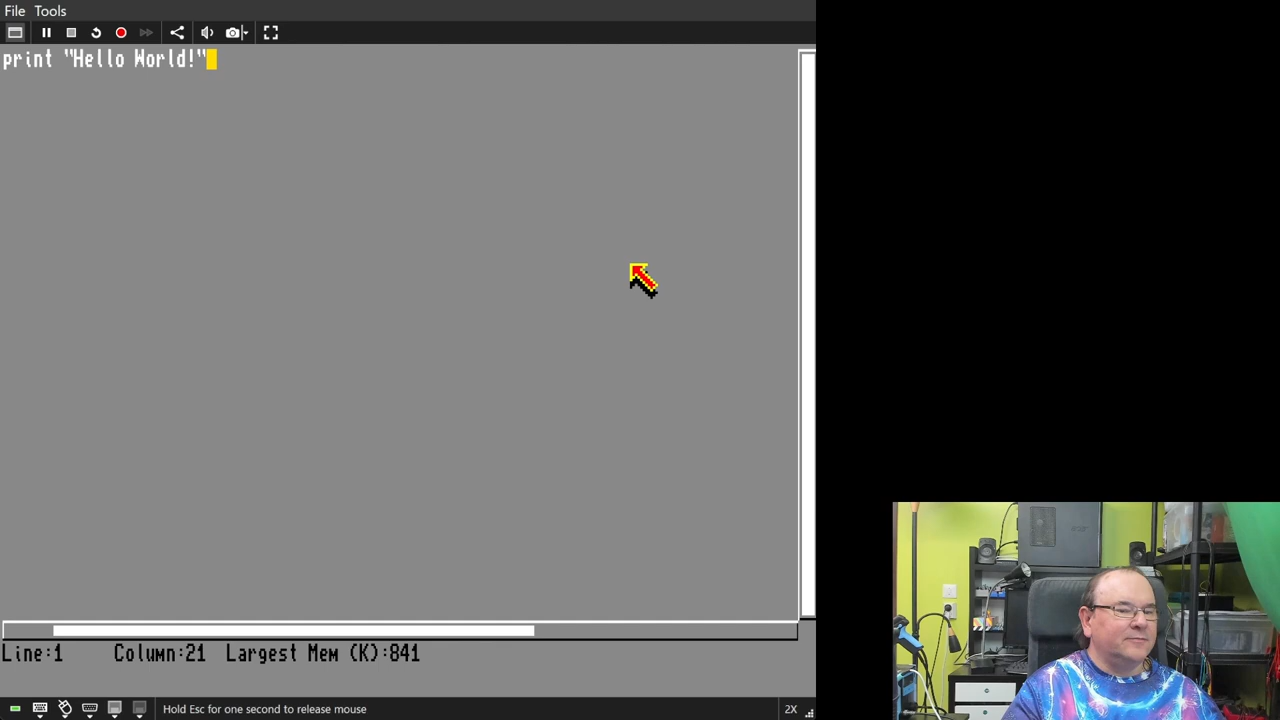 File Tools
print "Hello World!"
Line:1 Column:21 Largest Mem (K):841
Hold Esc for one second to release mouse
2X